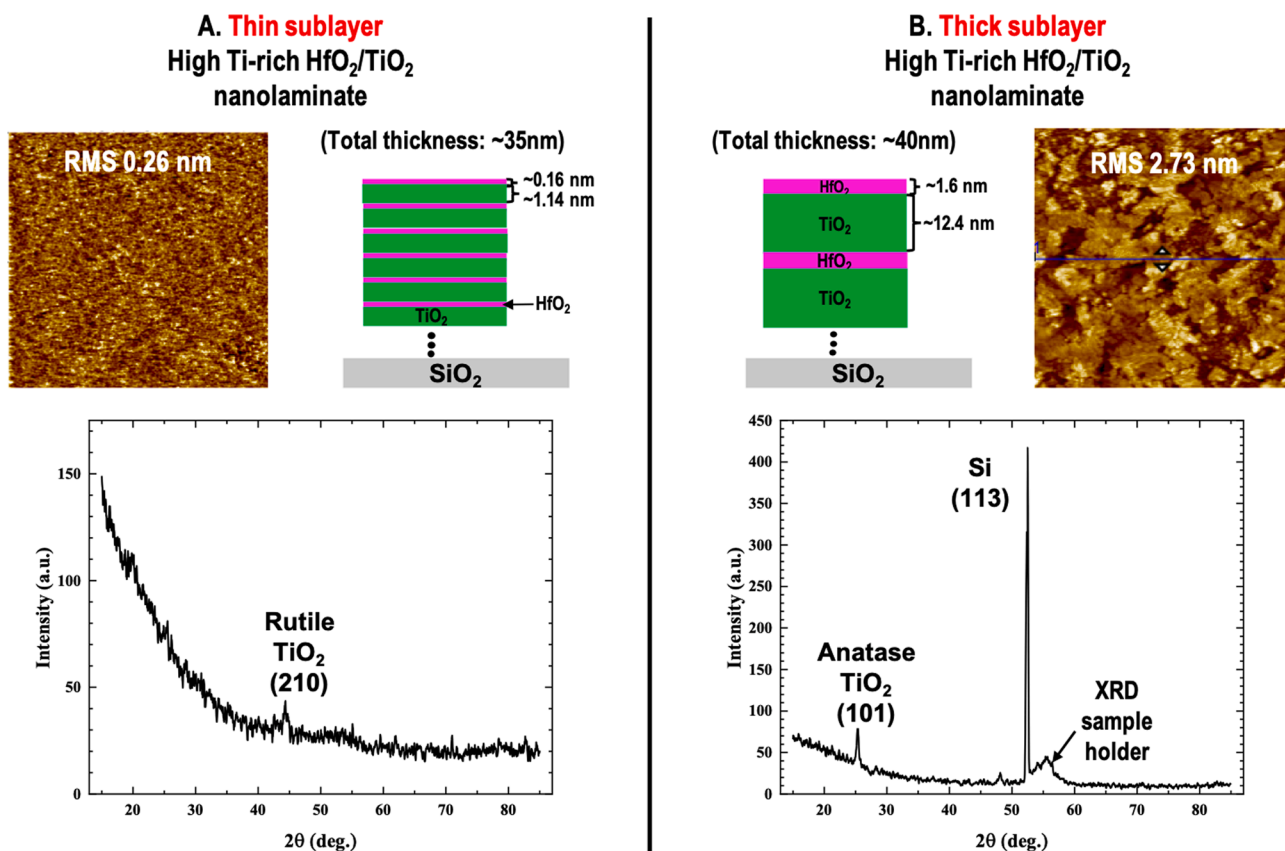 A. Thin sublayer
High Ti-rich HfO₂/TiO₂
nanolaminate
RMS 0.26 nm
(Total thickness: ~35nm)
~0.16 nm
~1.14 nm
HfO₂
TiO₂
SiO₂
150
100
50
0
Intensity (a.u.)
Rutile
TiO₂
(210)
20 30 40 50 60 70 80
2θ (deg.)
B. Thick sublayer
High Ti-rich HfO₂/TiO₂
nanolaminate
(Total thickness: ~40nm)
RMS 2.73 nm
HfO₂
~1.6 nm
TiO₂
~12.4 nm
HfO₂
TiO₂
SiO₂
1
450
400
350
300
250
200
150
100
50
0
Intensity (a.u.)
Si
(113)
Anatase
TiO₂
(101)
XRD
sample
holder
20 30 40 50 60 70 80
2θ (deg.)